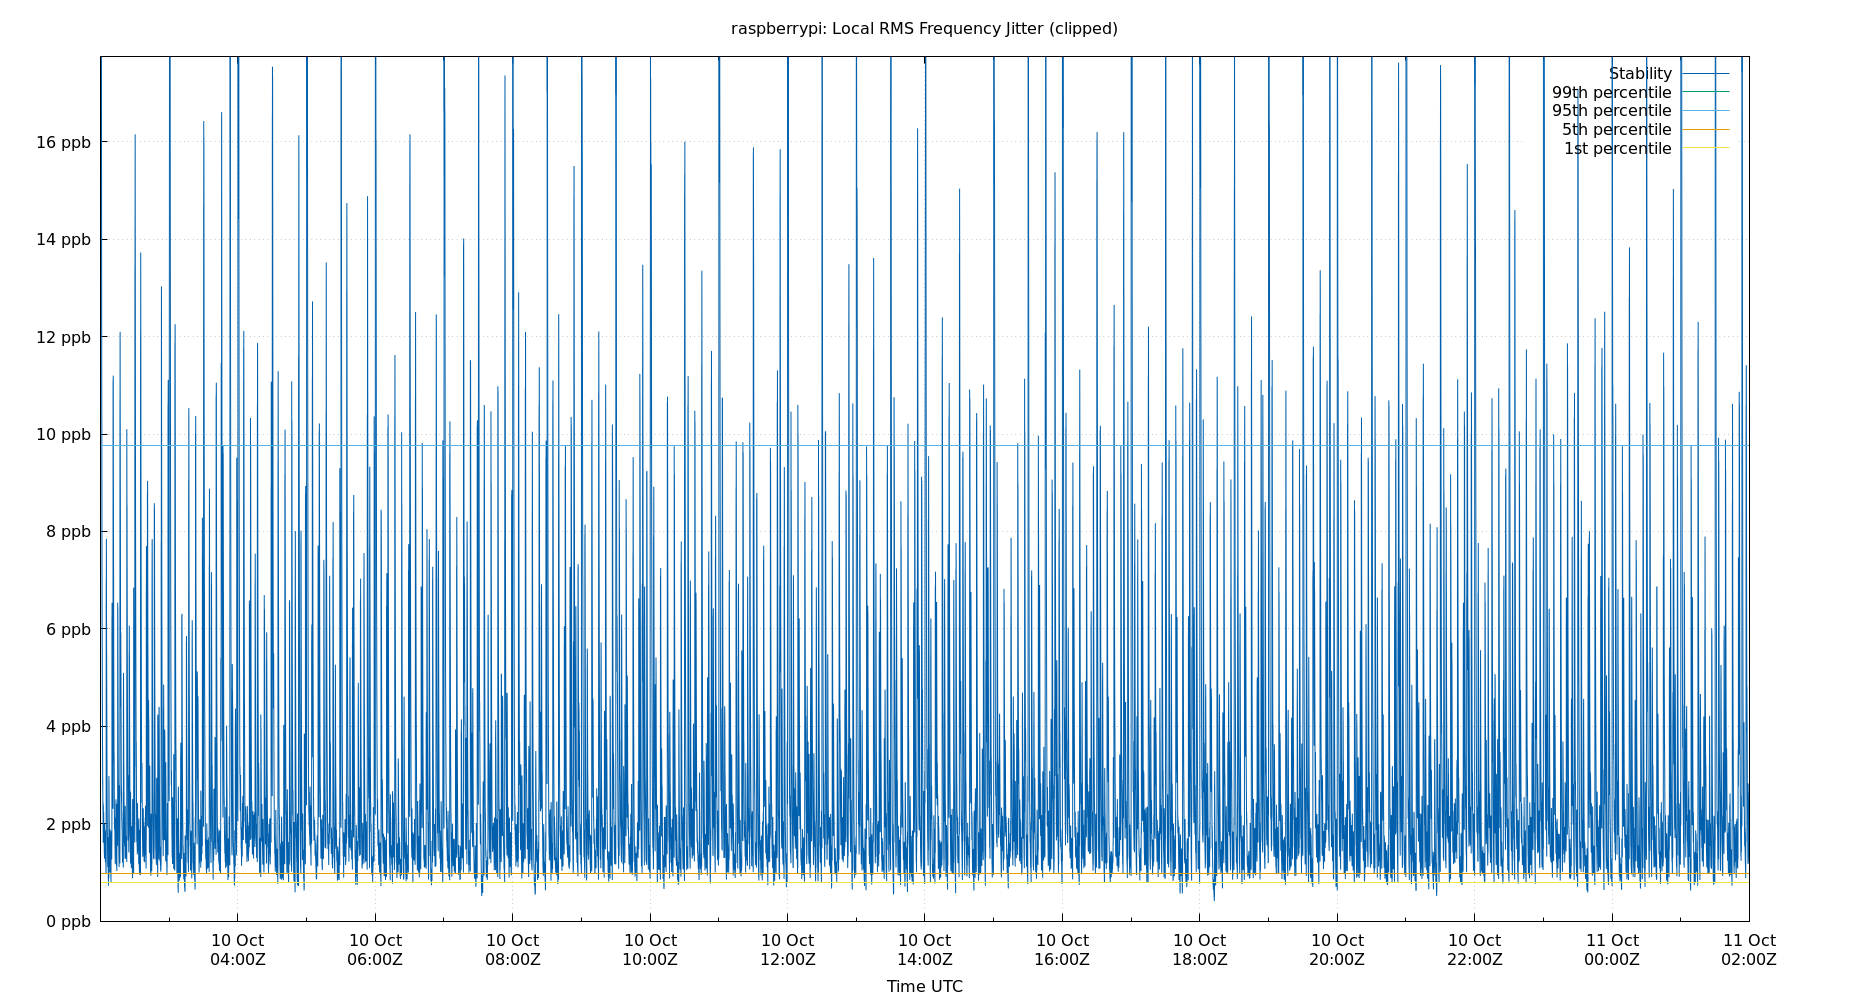 raspberrypi: Local RMS Frequency Jitter (clipped)
Stability
99th percentile
95th percentile
5th percentile
1st percentile
16 ppb
14 ppb
12 ppb
10 ppb
8 ppb
6 ppb
4 ppb
2 ppb
0 ppb
10 Oct 10 Oct 10 Oct 10 Oct 10 Oct 10 Oct 10 Oct 10 Oct 10 Oct 10 Oct 11 Oct 11 Oct
04:00Z 06:00Z 08:00Z 10:00Z 12:00Z 14:00Z 16:00Z 18:00Z 20:00Z 22:00Z 00:00Z 02:00Z
Time UTC